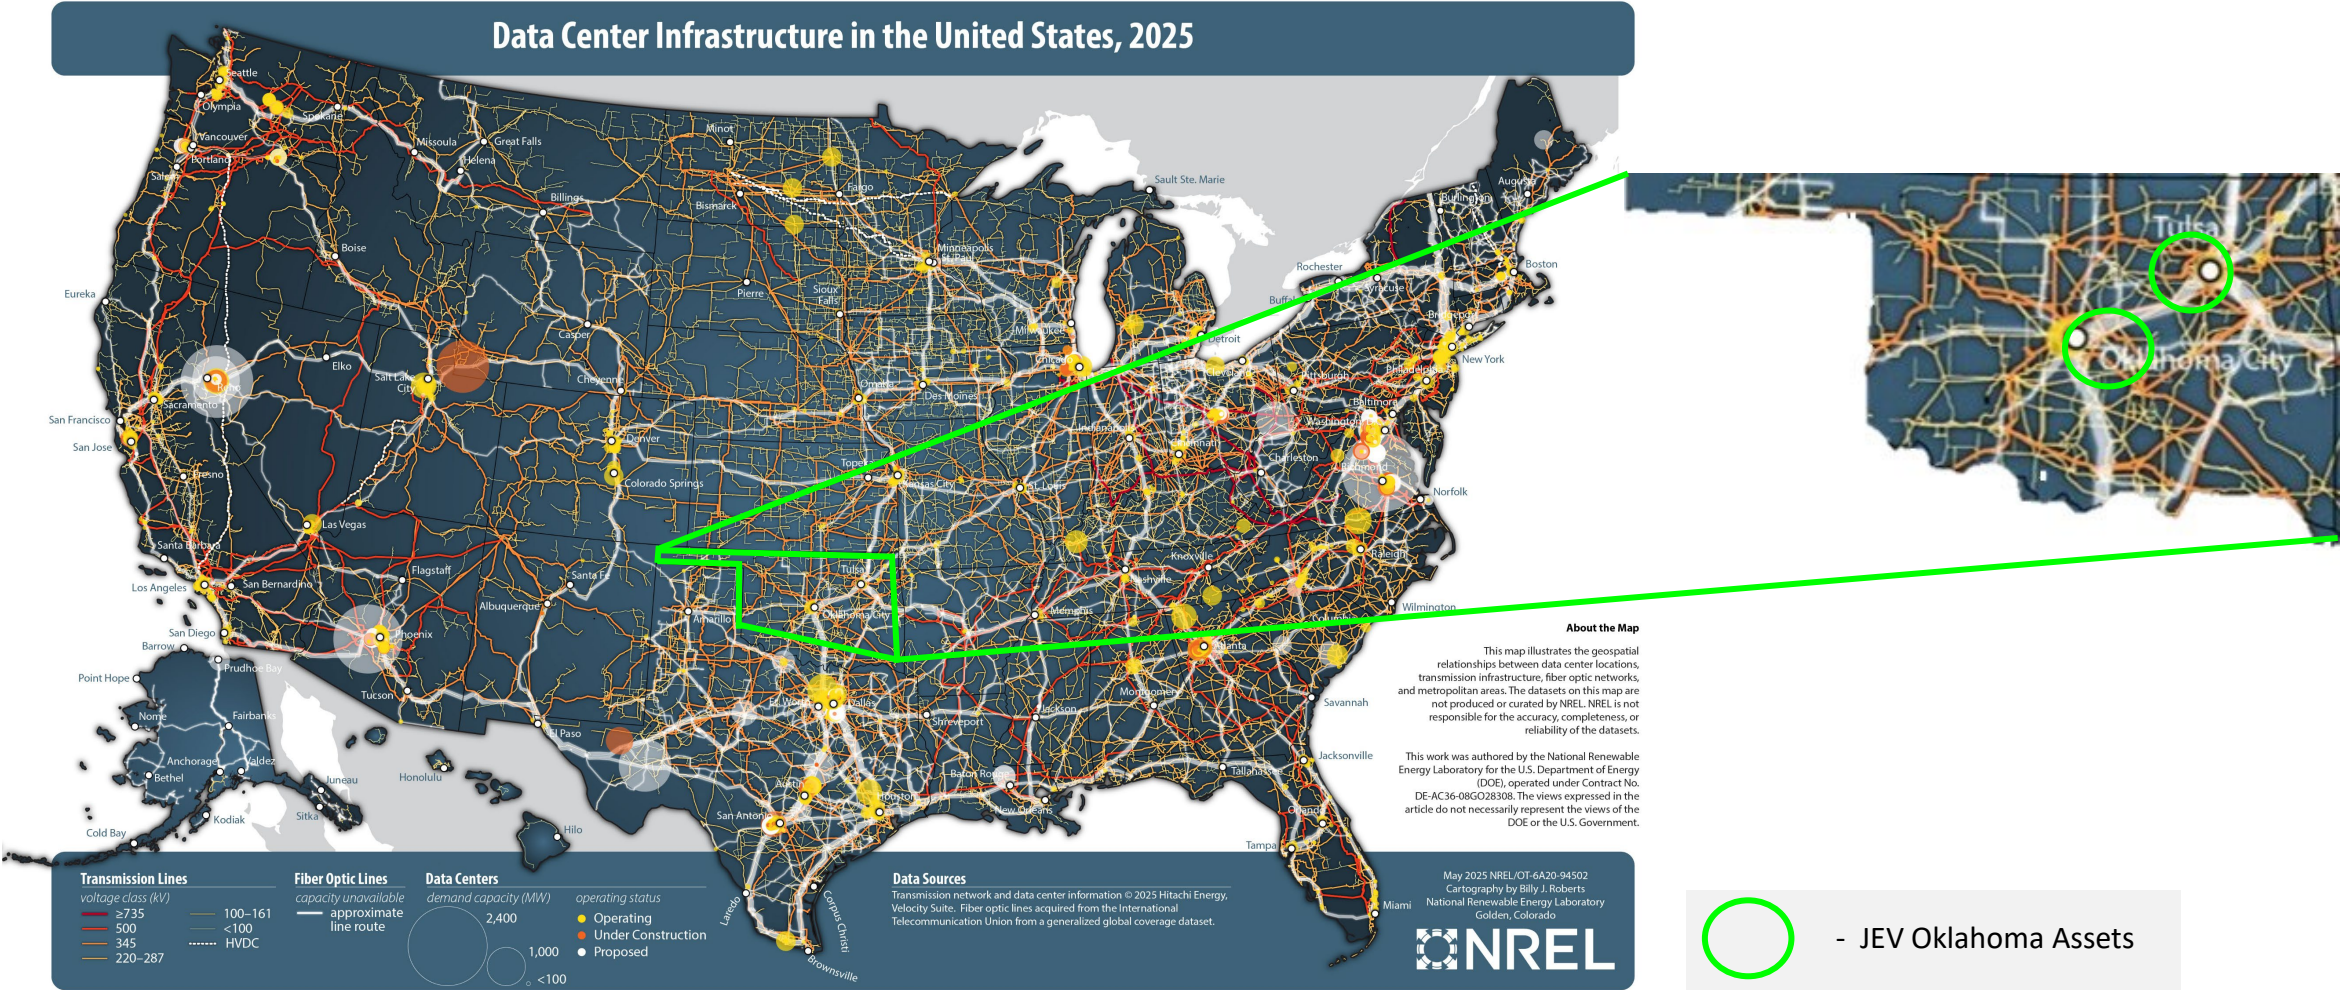 Data Center Infrastructure in the United States, 2025
Seattle
Olympia
Spokane
Vancouver
Portland
Salem
Missoula
Great Falls
Helena
Billings
Boise
Minot
Bismarck
Fargo
Minneapolis
St. Paul
Sault Ste. Marie
Augusta
Burlington
Boston
Rochester
Syracuse
Buffalo
Bridgeport
New York
Eureka
Pierre
Sioux
Falls
Casper
Milwaukee
Detroit
Chicago
Cleveland
Pittsburgh
Philadelphia
Baltimore
Washington
Reno
Elko
Salt Lake
City
Cheyenne
Omaha
Des Moines
Sacramento
San Francisco
San Jose
Denver
Indianapolis
Cincinnati
Charleston
Richmond
Norfolk
Topeka
Kansas City
St. Louis
Colorado Springs
Fresno
Las Vegas
Knoxville
Raleigh
Nashville
Santa Barbara
Los Angeles
San Bernardino
Flagstaff
Santa Fe
Albuquerque
Amarillo
Tulsa
Oklahoma City
Memphis
Wilmington
Columbia
Atlanta
San Diego
Phoenix
Tucson
Barrow
Prudhoe Bay
Point Hope
Nome
Fairbanks
Anchorage
Valdez
Bethel
Juneau
Sitka
Kodiak
Cold Bay
Honolulu
Hilo
El Paso
Ft. Worth
Dallas
Shreveport
Jackson
Montgomery
Savannah
Jacksonville
Tallahassee
Baton Rouge
New Orleans
Austin
Houston
San Antonio
Laredo
Corpus Christi
Brownsville
Orlando
Tampa
Miami
Tulsa
Oklahoma City
About the Map
This map illustrates the geospatial
relationships between data center locations,
transmission infrastructure, fiber optic networks,
and metropolitan areas. The datasets on this map are
not produced or curated by NREL. NREL is not
responsible for the accuracy, completeness, or
reliability of the datasets.
This work was authored by the National Renewable
Energy Laboratory for the U.S. Department of Energy
(DOE), operated under Contract No.
DE-AC36-08GO28308. The views expressed in the
article do not necessarily represent the views of the
DOE or the U.S. Government.
Transmission Lines
voltage class (kV)
≥735
500
345
220–287
100–161
<100
HVDC
Fiber Optic Lines
capacity unavailable
approximate
line route
Data Centers
demand capacity (MW)
2,400
1,000
<100
operating status
Operating
Under Construction
Proposed
Data Sources
Transmission network and data center information © 2025 Hitachi Energy,
Velocity Suite. Fiber optic lines acquired from the International
Telecommunication Union from a generalized global coverage dataset.
May 2025 NREL/OT-6A20-94502
Cartography by Billy J. Roberts
National Renewable Energy Laboratory
Golden, Colorado
NREL
- JEV Oklahoma Assets